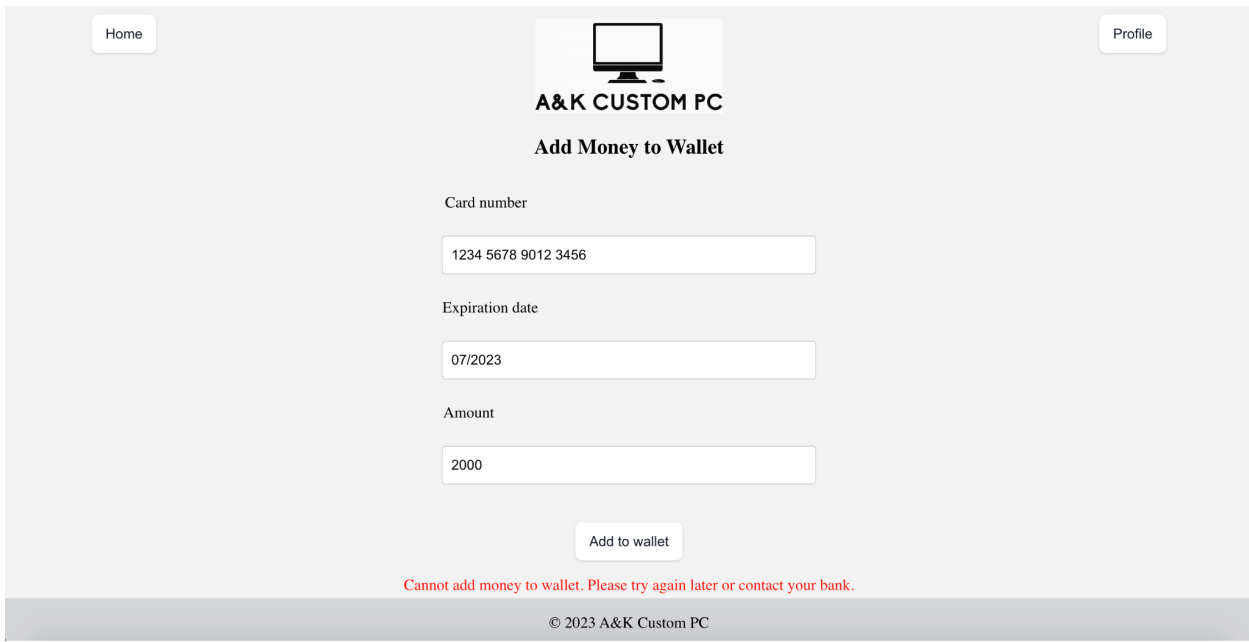 Home
Profile
A&K CUSTOM PC
Add Money to Wallet
Card number
1234 5678 9012 3456
Expiration date
07/2023
Amount
2000
Add to wallet
Cannot add money to wallet. Please try again later or contact your bank.
© 2023 A&K Custom PC